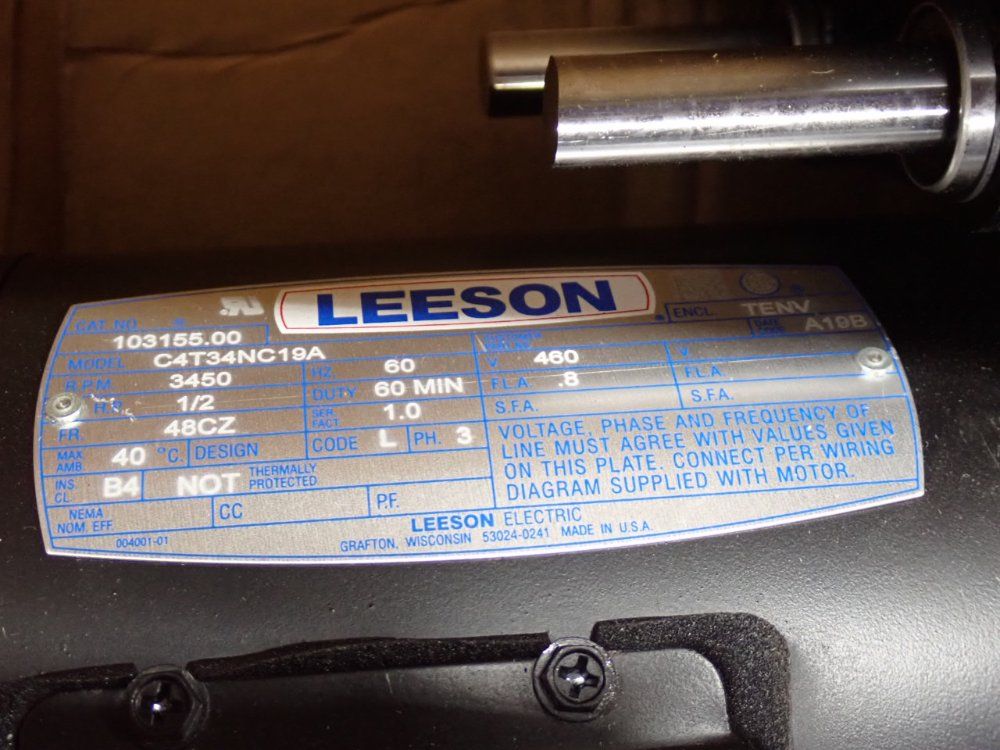 LEESON
ENCL. TENV
CAT. NO. 103155.00
A19B
MODEL C4T34NC19A
R.P.M. 3450 HZ. 60 V. 460 V.
H.P. 1/2 DUTY 60 MIN F.L.A. .8 F.L.A.
FR. 48CZ SER. FACT. 1.0 S.F.A. S.F.A.
MAX AMB 40 °C. DESIGN CODE L PH. 3
INS CL B4 NOT THERMALLY PROTECTED
NEMA NOM. EFF. CC P.F.
VOLTAGE, PHASE AND FREQUENCY OF
LINE MUST AGREE WITH VALUES GIVEN
ON THIS PLATE. CONNECT PER WIRING
DIAGRAM SUPPLIED WITH MOTOR.
LEESON ELECTRIC
004001-01 GRAFTON, WISCONSIN 53024-0241 MADE IN U.S.A.